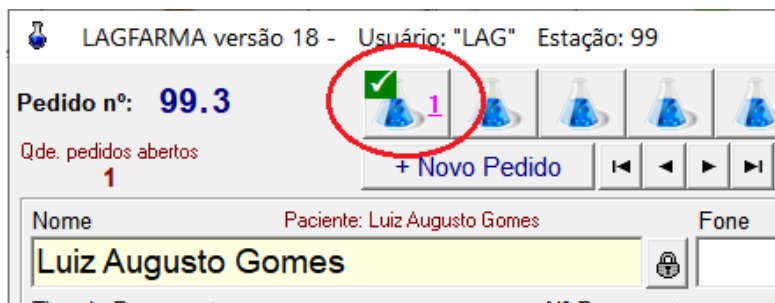 LAGFARMA versão 18 - Usuário: "LAG" Estação: 99
Pedido nº: 99.3
1
Qde. pedidos abertos
1
+ Novo Pedido
Nome Paciente: Luiz Augusto Gomes Fone
Luiz Augusto Gomes